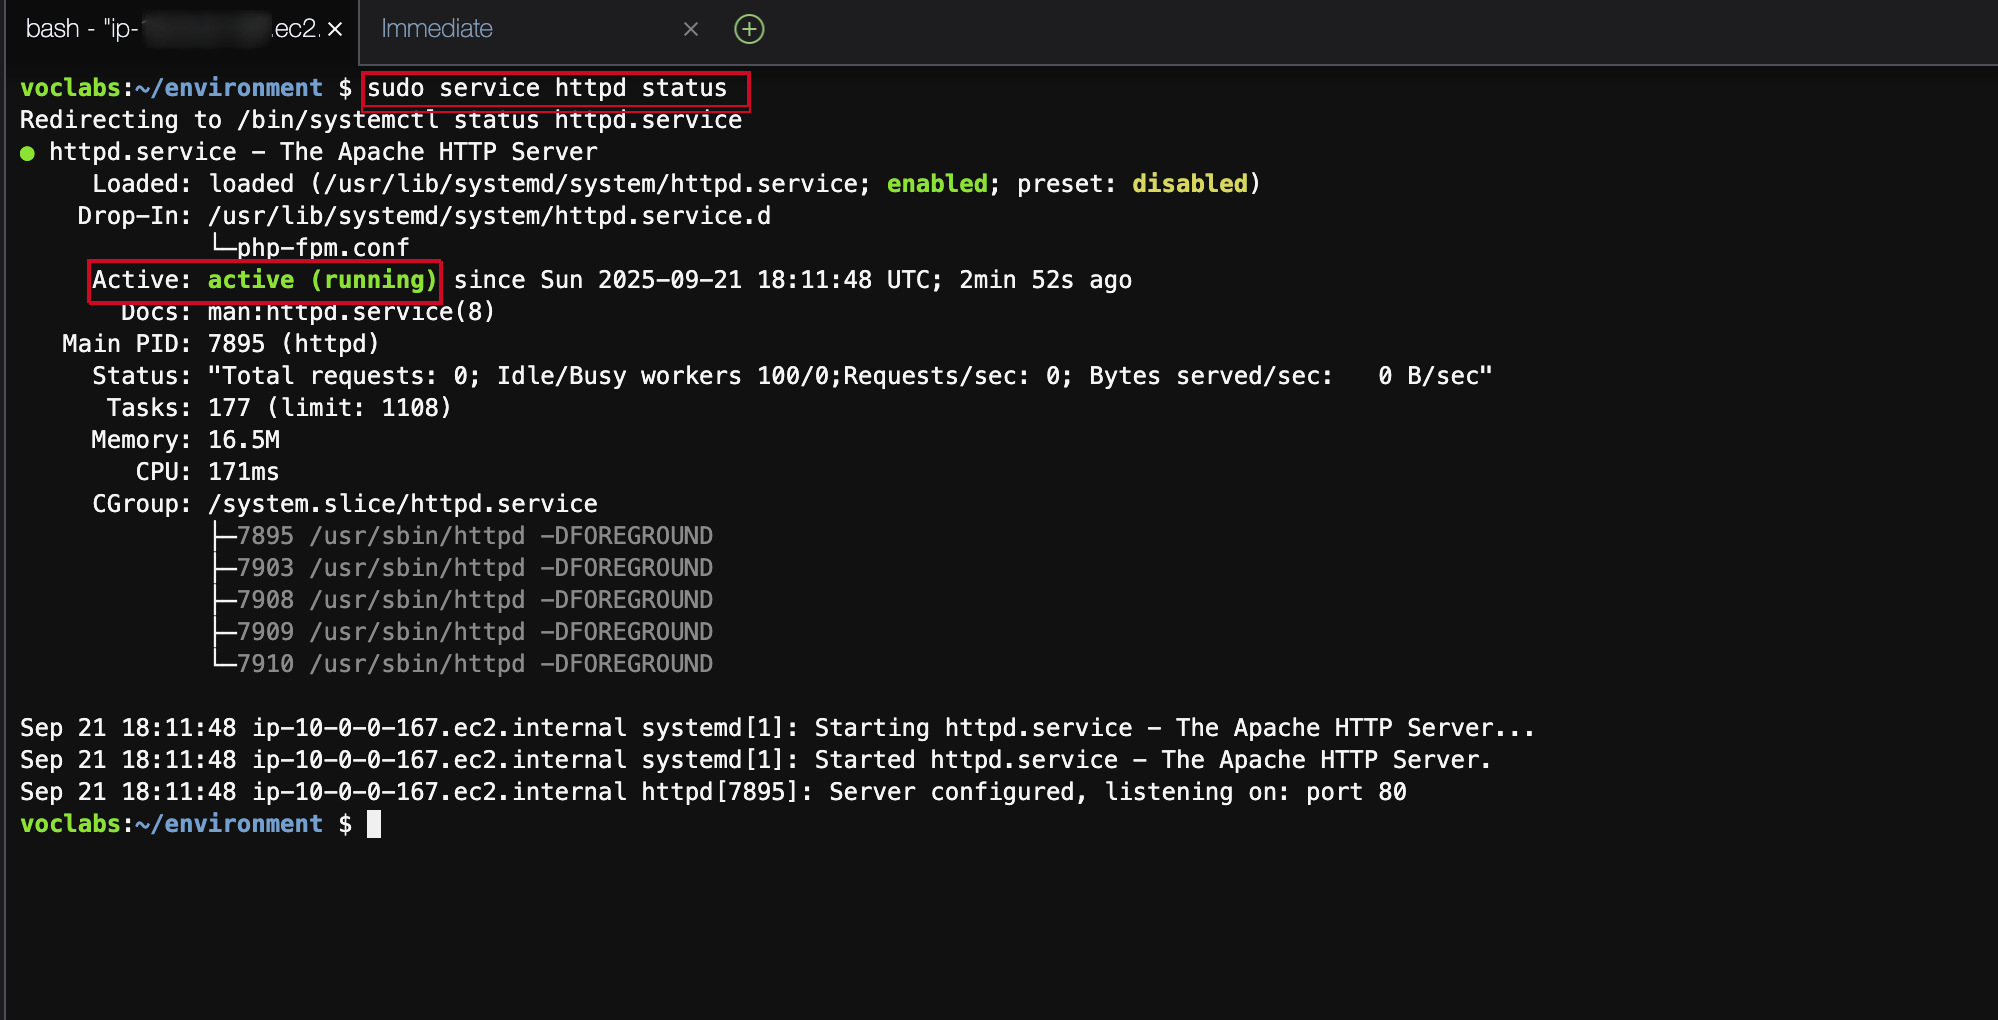 bash - "ip- .ec2. ×
Immediate ×
voclabs:~/environment $ sudo service httpd status
Redirecting to /bin/systemctl status httpd.service
● httpd.service – The Apache HTTP Server
Loaded: loaded (/usr/lib/systemd/system/httpd.service; enabled; preset: disabled)
Drop-In: /usr/lib/systemd/system/httpd.service.d
└─php-fpm.conf
Active: active (running) since Sun 2025-09-21 18:11:48 UTC; 2min 52s ago
Docs: man:httpd.service(8)
Main PID: 7895 (httpd)
Status: "Total requests: 0; Idle/Busy workers 100/0;Requests/sec: 0; Bytes served/sec:   0 B/sec"
Tasks: 177 (limit: 1108)
Memory: 16.5M
CPU: 171ms
CGroup: /system.slice/httpd.service
├─7895 /usr/sbin/httpd -DFOREGROUND
├─7903 /usr/sbin/httpd -DFOREGROUND
├─7908 /usr/sbin/httpd -DFOREGROUND
├─7909 /usr/sbin/httpd -DFOREGROUND
└─7910 /usr/sbin/httpd -DFOREGROUND
Sep 21 18:11:48 ip-10-0-0-167.ec2.internal systemd[1]: Starting httpd.service – The Apache HTTP Server...
Sep 21 18:11:48 ip-10-0-0-167.ec2.internal systemd[1]: Started httpd.service – The Apache HTTP Server.
Sep 21 18:11:48 ip-10-0-0-167.ec2.internal httpd[7895]: Server configured, listening on: port 80
voclabs:~/environment $